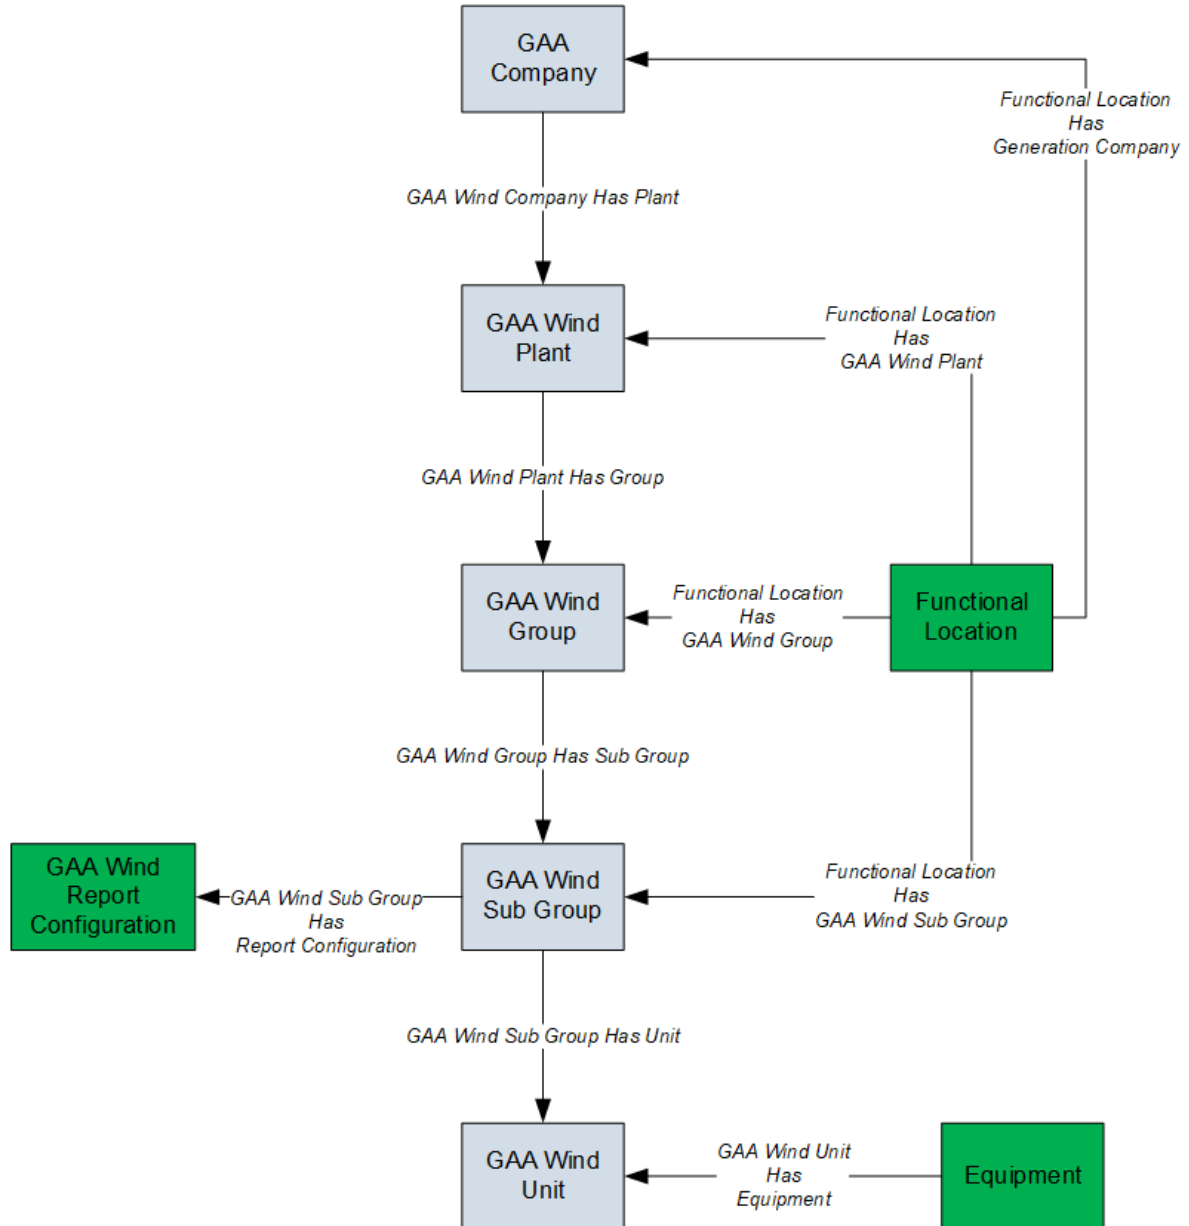 GAA
Company
Functional Location
Has
Generation Company
GAA Wind Company Has Plant
GAA Wind
Plant
Functional Location
Has
GAA Wind Plant
GAA Wind Plant Has Group
GAA Wind
Group
Functional Location
Has
GAA Wind Group
Functional
Location
GAA Wind Group Has Sub Group
GAA Wind
Report
Configuration
GAA Wind Sub Group
Has
Report Configuration
GAA Wind
Sub Group
Functional Location
Has
GAA Wind Sub Group
GAA Wind Sub Group Has Unit
GAA Wind
Unit
GAA Wind Unit
Has
Equipment
Equipment